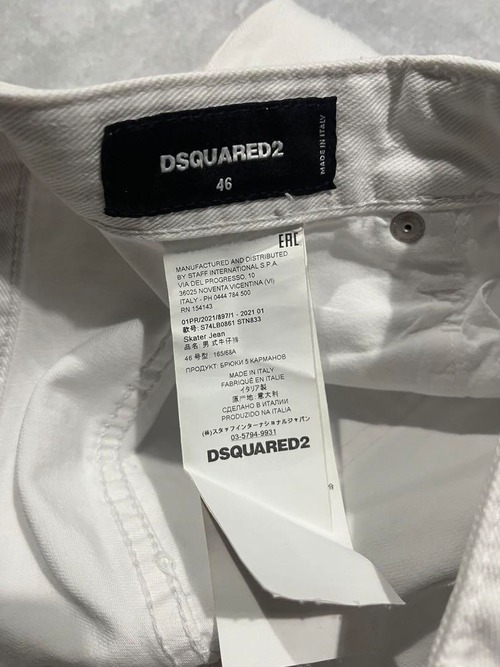 DSQUARED2
46
MADE IN ITALY
EAC
MANUFACTURED AND DISTRIBUTED
BY STAFF INTERNATIONAL S.P.A.
VIA DEL PROGRESSO, 10
36025 NOVENTA VICENTINA (VI)
ITALY - PH 0444 784 500
RN 154143
01PR/2021/897/1 - 2021 01
款号: S74LB0861 STN833
Skater Jean
品名: 男式牛仔裤
46 号型: 165/68A
ПРОДУКТ: БРЮКИ 5 КАРМАНОВ
MADE IN ITALY
FABRIQUÉ EN ITALIE
イタリア製
原产地: 意大利
СДЕЛАНО В ИТАЛИИ
PRODUZIDO NA ITALIA
(株)スタッフインターナショナルジャパン
03-5794-9931
DSQUARED2